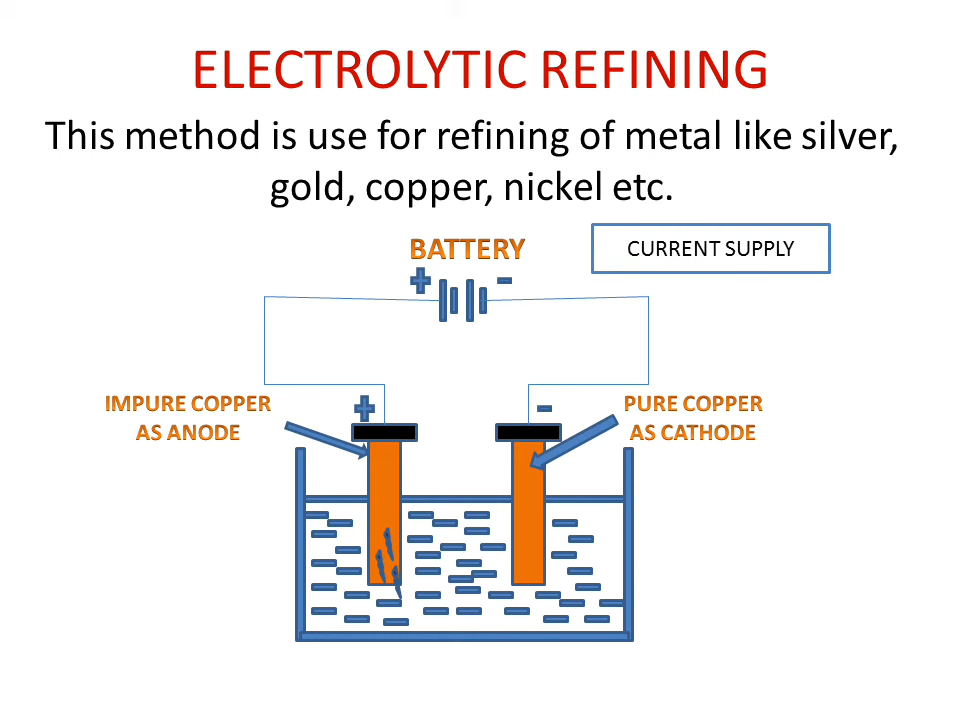 ELECTROLYTIC REFINING
This method is use for refining of metal like silver,
gold, copper, nickel etc.
BATTERY
CURRENT SUPPLY
+ -
IMPURE COPPER
AS ANODE
+ -
PURE COPPER
AS CATHODE